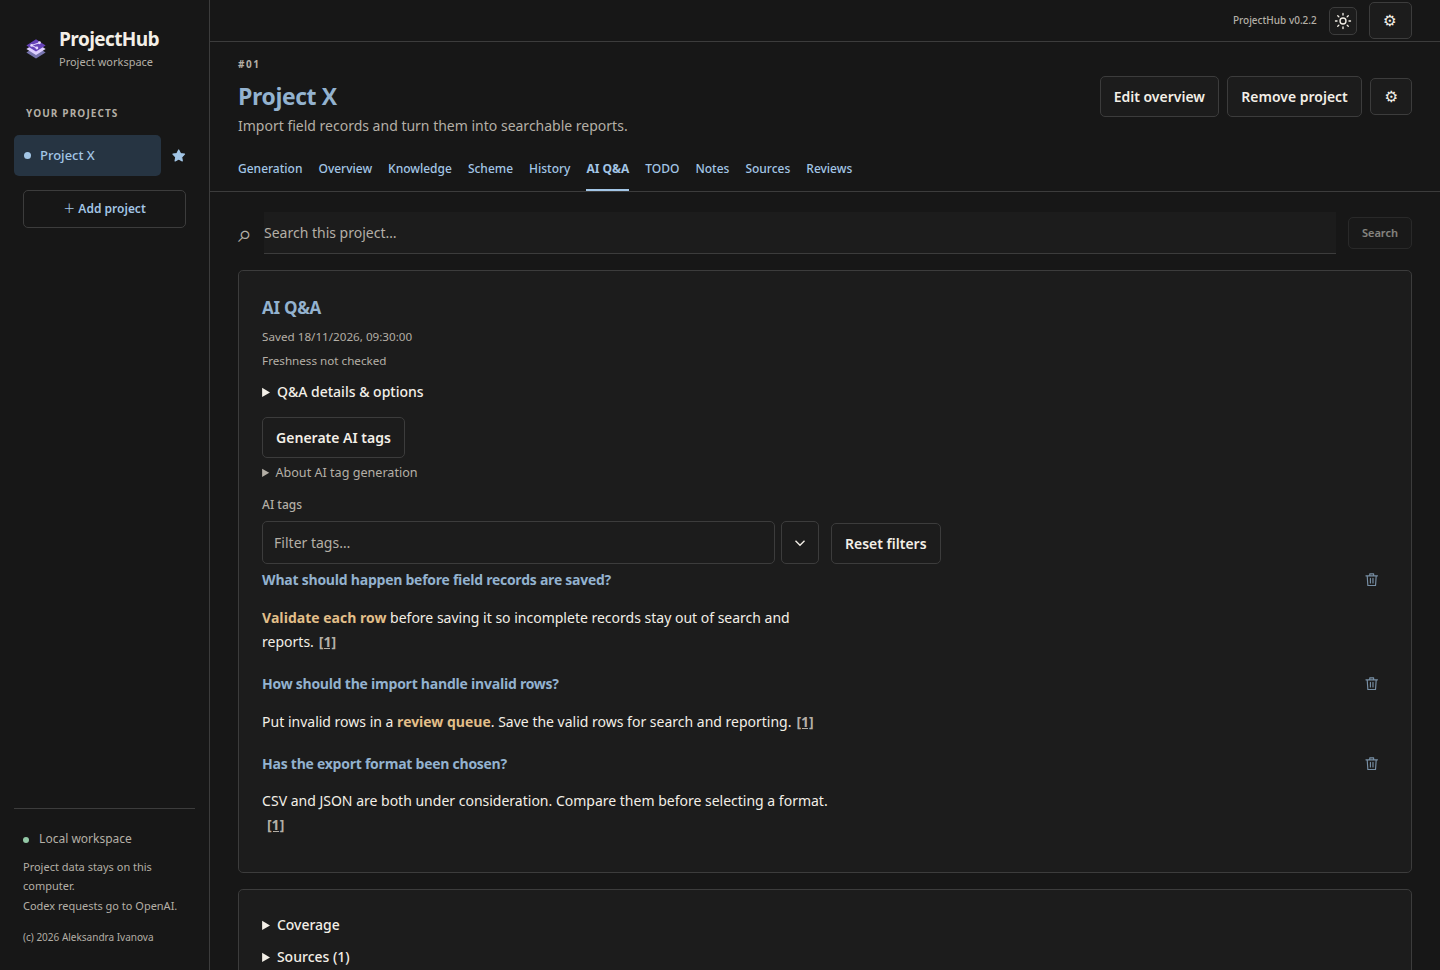 ProjectHub
Project workspace
YOUR PROJECTS
Project X
+ Add project
Local workspace
Project data stays on this
computer.
Codex requests go to OpenAI.
(c) 2026 Aleksandra Ivanova
ProjectHub v0.2.2
#01
Project X
Import field records and turn them into searchable reports.
Edit overview
Remove project
Generation Overview Knowledge Scheme History AI Q&A TODO Notes Sources Reviews
Search this project...
Search
AI Q&A
Saved 18/11/2026, 09:30:00
Freshness not checked
Q&A details & options
Generate AI tags
About AI tag generation
AI tags
Filter tags...
Reset filters
What should happen before field records are saved?
Validate each row before saving it so incomplete records stay out of search and
reports. [1]
How should the import handle invalid rows?
Put invalid rows in a review queue. Save the valid rows for search and reporting. [1]
Has the export format been chosen?
CSV and JSON are both under consideration. Compare them before selecting a format.
[1]
Coverage
Sources (1)